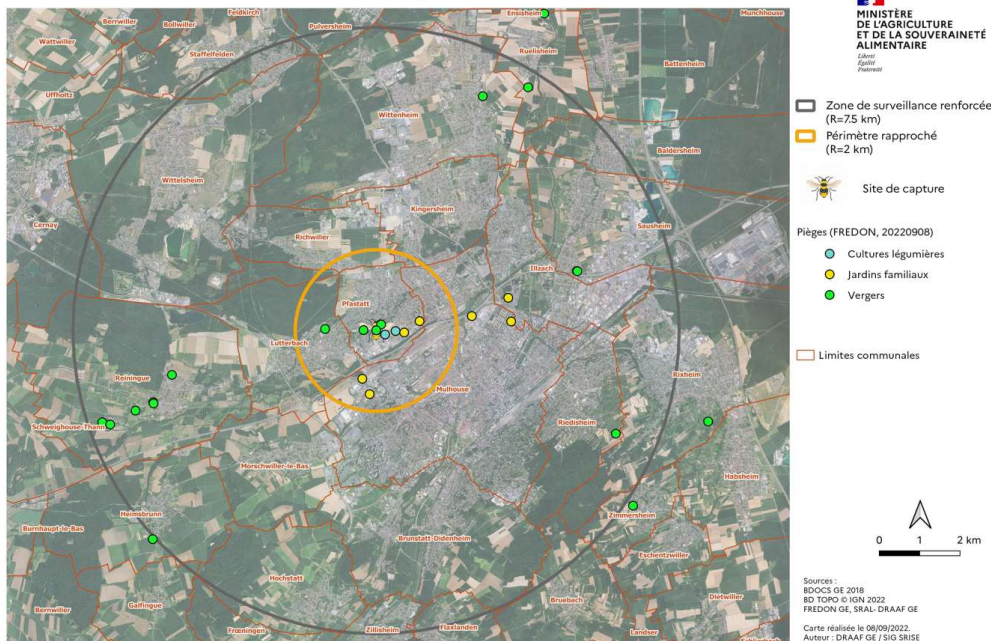 Berrwiller
Bollwiller
Feldkirch
Pulversheim
Ensisheim
Munchhouse
Wattwiller
Staffelfelden
Ruelisheim
Battenheim
Uffholtz
Wittenheim
Baldersheim
Wittelsheim
Cernay
Kingersheim
Sausheim
Richwiller
Illzach
Pfastatt
Lutterbach
Reiningue
Mulhouse
Rixheim
Schweighouse-Thann
Riedisheim
Morschwiller-le-Bas
Habsheim
Heimsbrunn
Zimmersheim
Burnhaupt-le-Bas
Brunstatt-Didenheim
Eschentzwiller
Hochstatt
Dietwiller
Bernwiller
Galfingue
Bruebach
Frœningen
Zillisheim
Flaxlanden
Landser
MINISTÈRE
DE L'AGRICULTURE
ET DE LA SOUVERAINETÉ
ALIMENTAIRE
Liberté
Égalité
Fraternité
Zone de surveillance renforcée
(R=7.5 km)
Périmètre rapproché
(R=2 km)
Site de capture
Pièges (FREDON, 20220908)
Cultures légumières
Jardins familiaux
Vergers
Limites communales
0 1 2 km
Sources :
BDOCS GE 2018
BD TOPO © IGN 2022
FREDON GE, SRAL- DRAAF GE
Carte réalisée le 08/09/2022.
Auteur : DRAAF GE / SIG SRISE